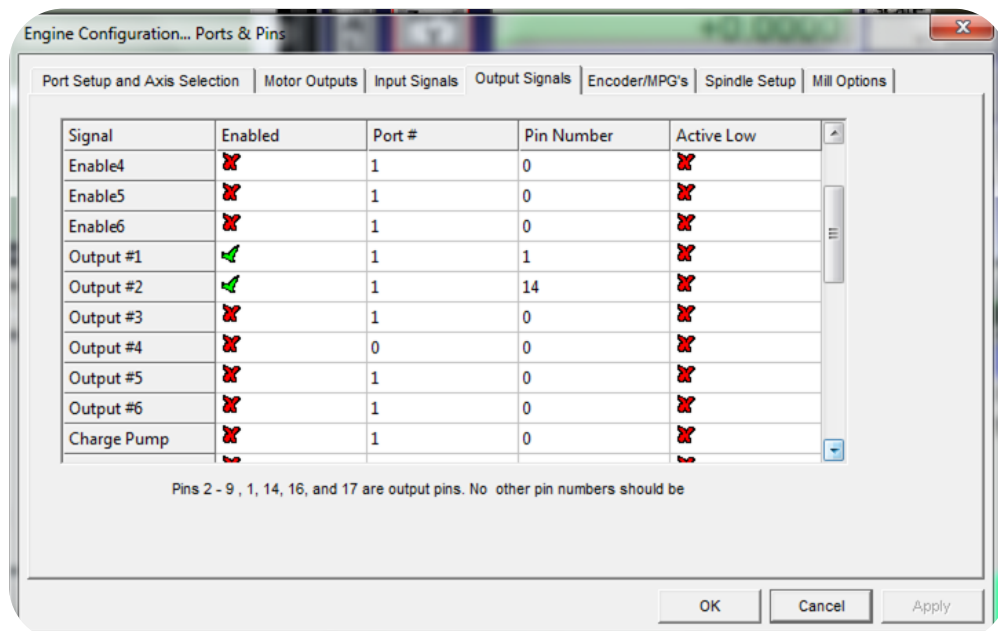 Engine Configuration... Ports & Pins
Port Setup and Axis Selection Motor Outputs Input Signals Output Signals Encoder/MPG's Spindle Setup Mill Options
Signal Enabled Port # Pin Number Active Low
Enable4 1 0
Enable5 1 0
Enable6 1 0
Output #1 1 1
Output #2 1 14
Output #3 1 0
Output #4 0 0
Output #5 1 0
Output #6 1 0
Charge Pump 1 0
Pins 2 - 9 , 1, 14, 16, and 17 are output pins. No other pin numbers should be
OK Cancel Apply